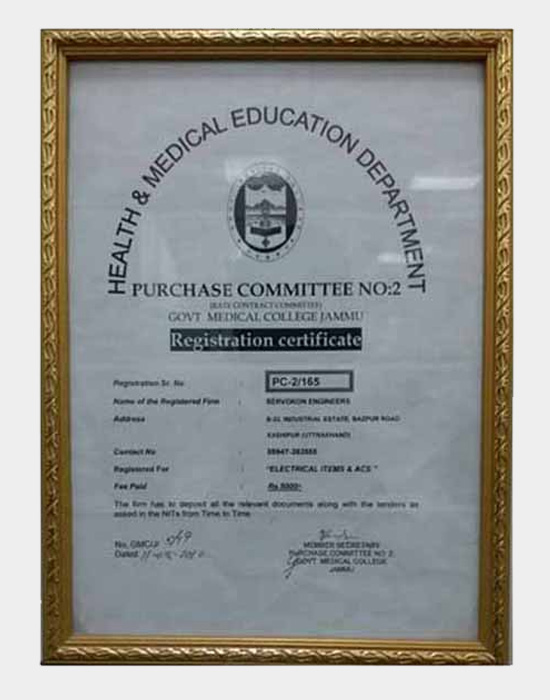 HEALTH & MEDICAL EDUCATION DEPARTMENT
PURCHASE COMMITTEE NO:2
(RATE CONTRACT COMMITTEE)
GOVT MEDICAL COLLEGE JAMMU
Registration certificate
Registration Sr. No : PC-2/165
Name of the Registered Firm : SERVOKON ENGINEERS
Address : INDUSTRIAL ESTATE, BAZPUR ROAD
KASHIPUR (UTTRAKHAND)
Contact No :
Registered For : "ELECTRICAL ITEMS & ACS "
Fee Paid : Rs.5000/-
The firm has to deposit all the relevant documents along with the tenders as
asked in the NITs from Time to Time
No. GMC/J/
Dated:
MEMBER SECRETARY
PURCHASE COMMITTEE NO 2
GOVT MEDICAL COLLEGE
JAMMU